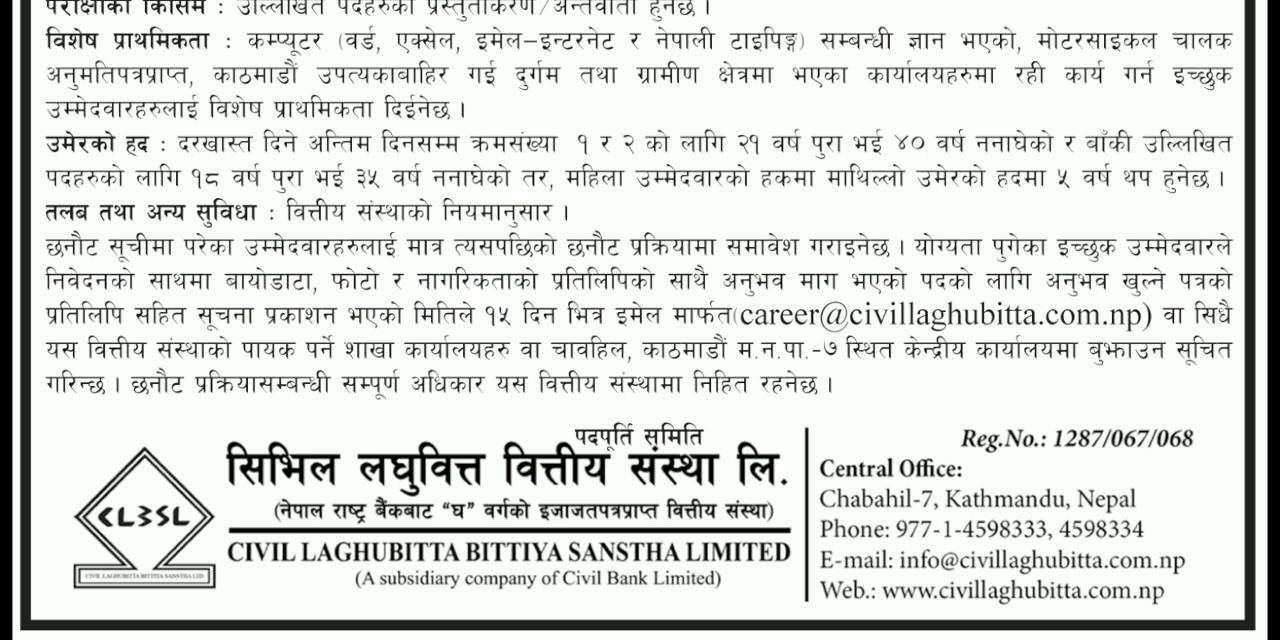 परीक्षाको किसिम : उल्लिखित पदहरुको प्रस्तुतीकरण/अन्तर्वार्ता हुनेछ ।
विशेष प्राथमिकता : कम्प्यूटर (वर्ड, एक्सेल, इमेल-इन्टरनेट र नेपाली टाइपिङ्ग) सम्बन्धी ज्ञान भएको, मोटरसाइकल चालक
अनुमतिपत्रप्राप्त, काठमाडौं उपत्यकाबाहिर गई दुर्गम तथा ग्रामीण क्षेत्रमा भएका कार्यालयहरुमा रही कार्य गर्न इच्छुक
उम्मेदवारहरुलाई विशेष प्राथमिकता दिईनेछ ।
उमेरको हद : दरखास्त दिने अन्तिम दिनसम्म क्रमसंख्या १ र २ को लागि २१ वर्ष पुरा भई ४० वर्ष ननाघेको र बाँकी उल्लिखित
पदहरुको लागि १८ वर्ष पुरा भई ३५ वर्ष ननाघेको तर, महिला उम्मेदवारको हकमा माथिल्लो उमेरको हदमा ५ वर्ष थप हुनेछ ।
तलब तथा अन्य सुविधा : वित्तीय संस्थाको नियमानुसार ।
छनौट सूचीमा परेका उम्मेदवारहरुलाई मात्र त्यसपछिको छनौट प्रक्रियामा समावेश गराइनेछ । योग्यता पुगेका इच्छुक उम्मेदवारले
निवेदनको साथमा बायोडाटा, फोटो र नागरिकताको प्रतिलिपिको साथै अनुभव माग भएको पदको लागि अनुभव खुल्ने पत्रको
प्रतिलिपि सहित सूचना प्रकाशन भएको मितिले १५ दिन भित्र इमेल मार्फत(career@civillaghubitta.com.np) वा सिधै
यस वित्तीय संस्थाको पायक पर्ने शाखा कार्यालयहरु वा चावहिल, काठमाडौं म.न.पा.-७ स्थित केन्द्रीय कार्यालयमा बुझाउन सूचित
गरिन्छ । छनौट प्रक्रियासम्बन्धी सम्पूर्ण अधिकार यस वित्तीय संस्थामा निहित रहनेछ ।
पदपूर्ति समिति
सिभिल लघुवित्त वित्तीय संस्था लि.
(नेपाल राष्ट्र बैंकबाट “घ” वर्गको इजाजतपत्रप्राप्त वित्तीय संस्था)
CIVIL LAGHUBITTA BITTIYA SANSTHA LIMITED
(A subsidiary company of Civil Bank Limited)
CLBSL
CIVIL LAGHUBITTA BITTIYA SANSTHA LTD
Reg.No.: 1287/067/068
Central Office:
Chabahil-7, Kathmandu, Nepal
Phone: 977-1-4598333, 4598334
E-mail: info@civillaghubitta.com.np
Web.: www.civillaghubitta.com.np